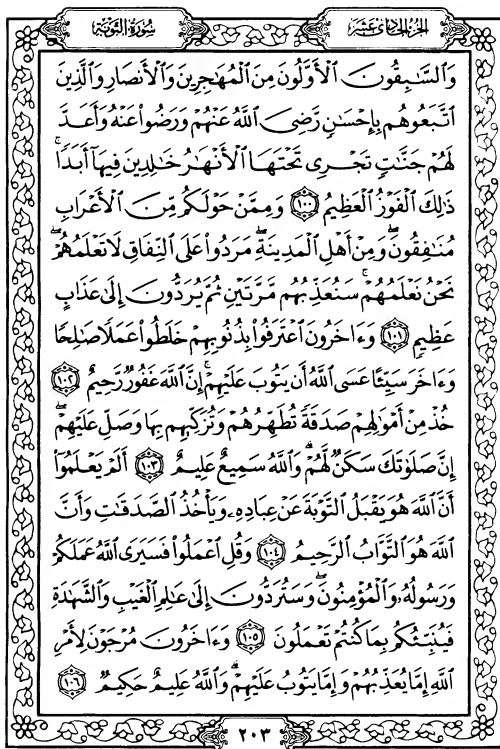 الجزء الحادي عشر
سورة التوبة
وَٱلسَّٰبِقُونَ ٱلْأَوَّلُونَ مِنَ ٱلْمُهَٰجِرِينَ وَٱلْأَنصَارِ وَٱلَّذِينَ
ٱتَّبَعُوهُم بِإِحْسَٰنٍ رَّضِىَ ٱللَّهُ عَنْهُمْ وَرَضُوا۟ عَنْهُ وَأَعَدَّ
لَهُمْ جَنَّٰتٍ تَجْرِى تَحْتَهَا ٱلْأَنْهَٰرُ خَٰلِدِينَ فِيهَآ أَبَدًا ۚ
ذَٰلِكَ ٱلْفَوْزُ ٱلْعَظِيمُ ١٠٠ وَمِمَّنْ حَوْلَكُم مِّنَ ٱلْأَعْرَابِ
مُنَٰفِقُونَ ۖ وَمِنْ أَهْلِ ٱلْمَدِينَةِ ۖ مَرَدُوا۟ عَلَى ٱلنِّفَاقِ لَا تَعْلَمُهُمْ ۖ
نَحْنُ نَعْلَمُهُمْ ۚ سَنُعَذِّبُهُم مَّرَّتَيْنِ ثُمَّ يُرَدُّونَ إِلَىٰ عَذَابٍ
عَظِيمٍ ١٠١ وَءَاخَرُونَ ٱعْتَرَفُوا۟ بِذُنُوبِهِمْ خَلَطُوا۟ عَمَلًا صَٰلِحًا
وَءَاخَرَ سَيِّئًا عَسَى ٱللَّهُ أَن يَتُوبَ عَلَيْهِمْ ۚ إِنَّ ٱللَّهَ غَفُورٌ رَّحِيمٌ ١٠٢
خُذْ مِنْ أَمْوَٰلِهِمْ صَدَقَةً تُطَهِّرُهُمْ وَتُزَكِّيهِم بِهَا وَصَلِّ عَلَيْهِمْ ۖ
إِنَّ صَلَوٰتَكَ سَكَنٌ لَّهُمْ ۗ وَٱللَّهُ سَمِيعٌ عَلِيمٌ ١٠٣ أَلَمْ يَعْلَمُوٓا۟
أَنَّ ٱللَّهَ هُوَ يَقْبَلُ ٱلتَّوْبَةَ عَنْ عِبَادِهِۦ وَيَأْخُذُ ٱلصَّدَقَٰتِ وَأَنَّ
ٱللَّهَ هُوَ ٱلتَّوَّابُ ٱلرَّحِيمُ ١٠٤ وَقُلِ ٱعْمَلُوا۟ فَسَيَرَى ٱللَّهُ عَمَلَكُمْ
وَرَسُولُهُۥ وَٱلْمُؤْمِنُونَ ۖ وَسَتُرَدُّونَ إِلَىٰ عَٰلِمِ ٱلْغَيْبِ وَٱلشَّهَٰدَةِ
فَيُنَبِّئُكُم بِمَا كُنتُمْ تَعْمَلُونَ ١٠٥ وَءَاخَرُونَ مُرْجَوْنَ لِأَمْرِ
ٱللَّهِ إِمَّا يُعَذِّبُهُمْ وَإِمَّا يَتُوبُ عَلَيْهِمْ ۗ وَٱللَّهُ عَلِيمٌ حَكِيمٌ ١٠٦
٢٠٣